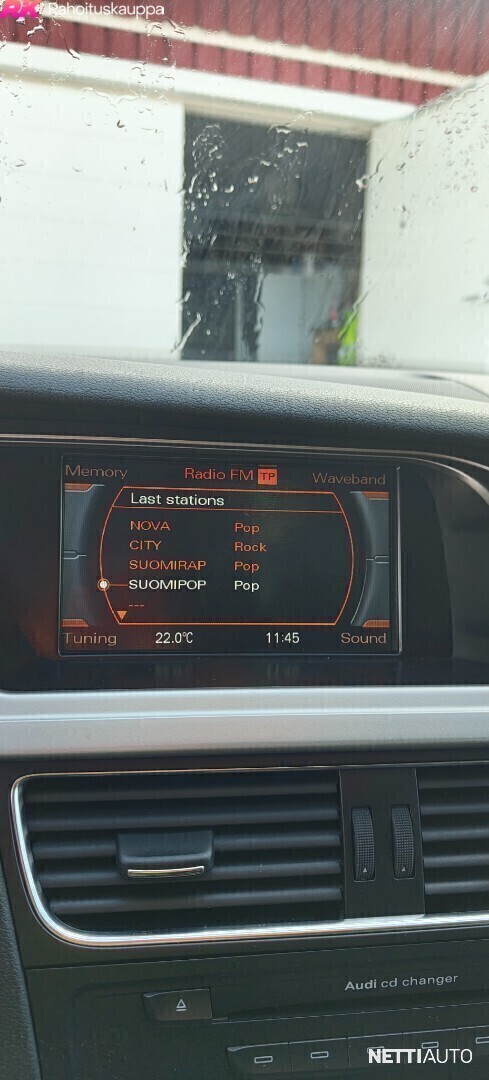 RK Rahoituskauppa
Memory Radio FM TP Waveband
Last stations
NOVA Pop
CITY Rock
SUOMIRAP Pop
SUOMIPOP Pop
---
Tuning 22.0°C 11:45 Sound
Audi cd changer
NETTIAUTO